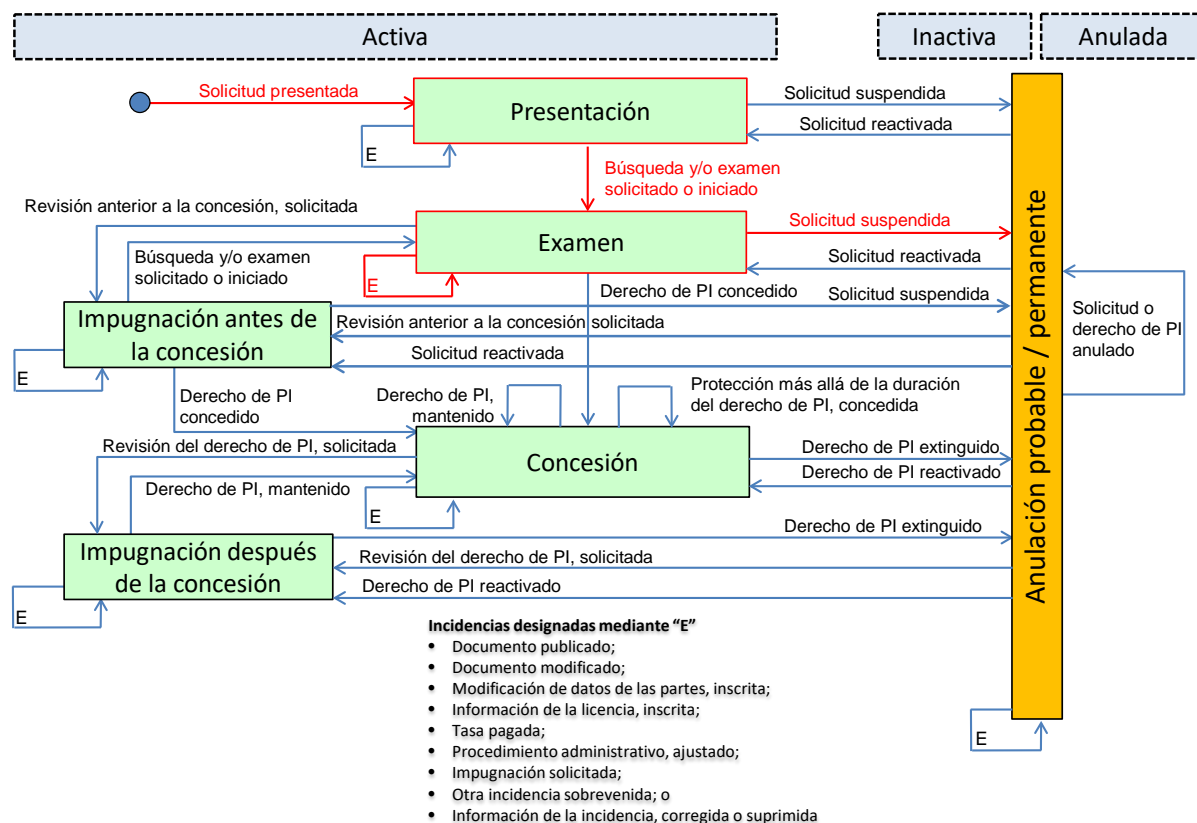 Activa
Inactiva
Anulada
Solicitud presentada
Presentación
Solicitud suspendida
Solicitud reactivada
E
Búsqueda y/o examen
solicitado o iniciado
Revisión anterior a la concesión, solicitada
Examen
Solicitud suspendida
Solicitud reactivada
E
Búsqueda y/o examen
solicitado o iniciado
Derecho de PI concedido
Solicitud suspendida
Impugnación antes de
la concesión
Revisión anterior a la concesión solicitada
Solicitud reactivada
E
Solicitud o
derecho de PI
anulado
Anulación probable / permanente
Derecho de PI
concedido
Derecho de PI,
mantenido
Protección más allá de la duración
del derecho de PI, concedida
Revisión del derecho de PI, solicitada
Concesión
Derecho de PI extinguido
Derecho de PI reactivado
Derecho de PI, mantenido
E
Impugnación después
de la concesión
Derecho de PI extinguido
Revisión del derecho de PI, solicitada
Derecho de PI reactivado
E
Incidencias designadas mediante “E”
• Documento publicado;
• Documento modificado;
• Modificación de datos de las partes, inscrita;
• Información de la licencia, inscrita;
• Tasa pagada;
• Procedimiento administrativo, ajustado;
• Impugnación solicitada;
• Otra incidencia sobrevenida; o
• Información de la incidencia, corregida o suprimida
E